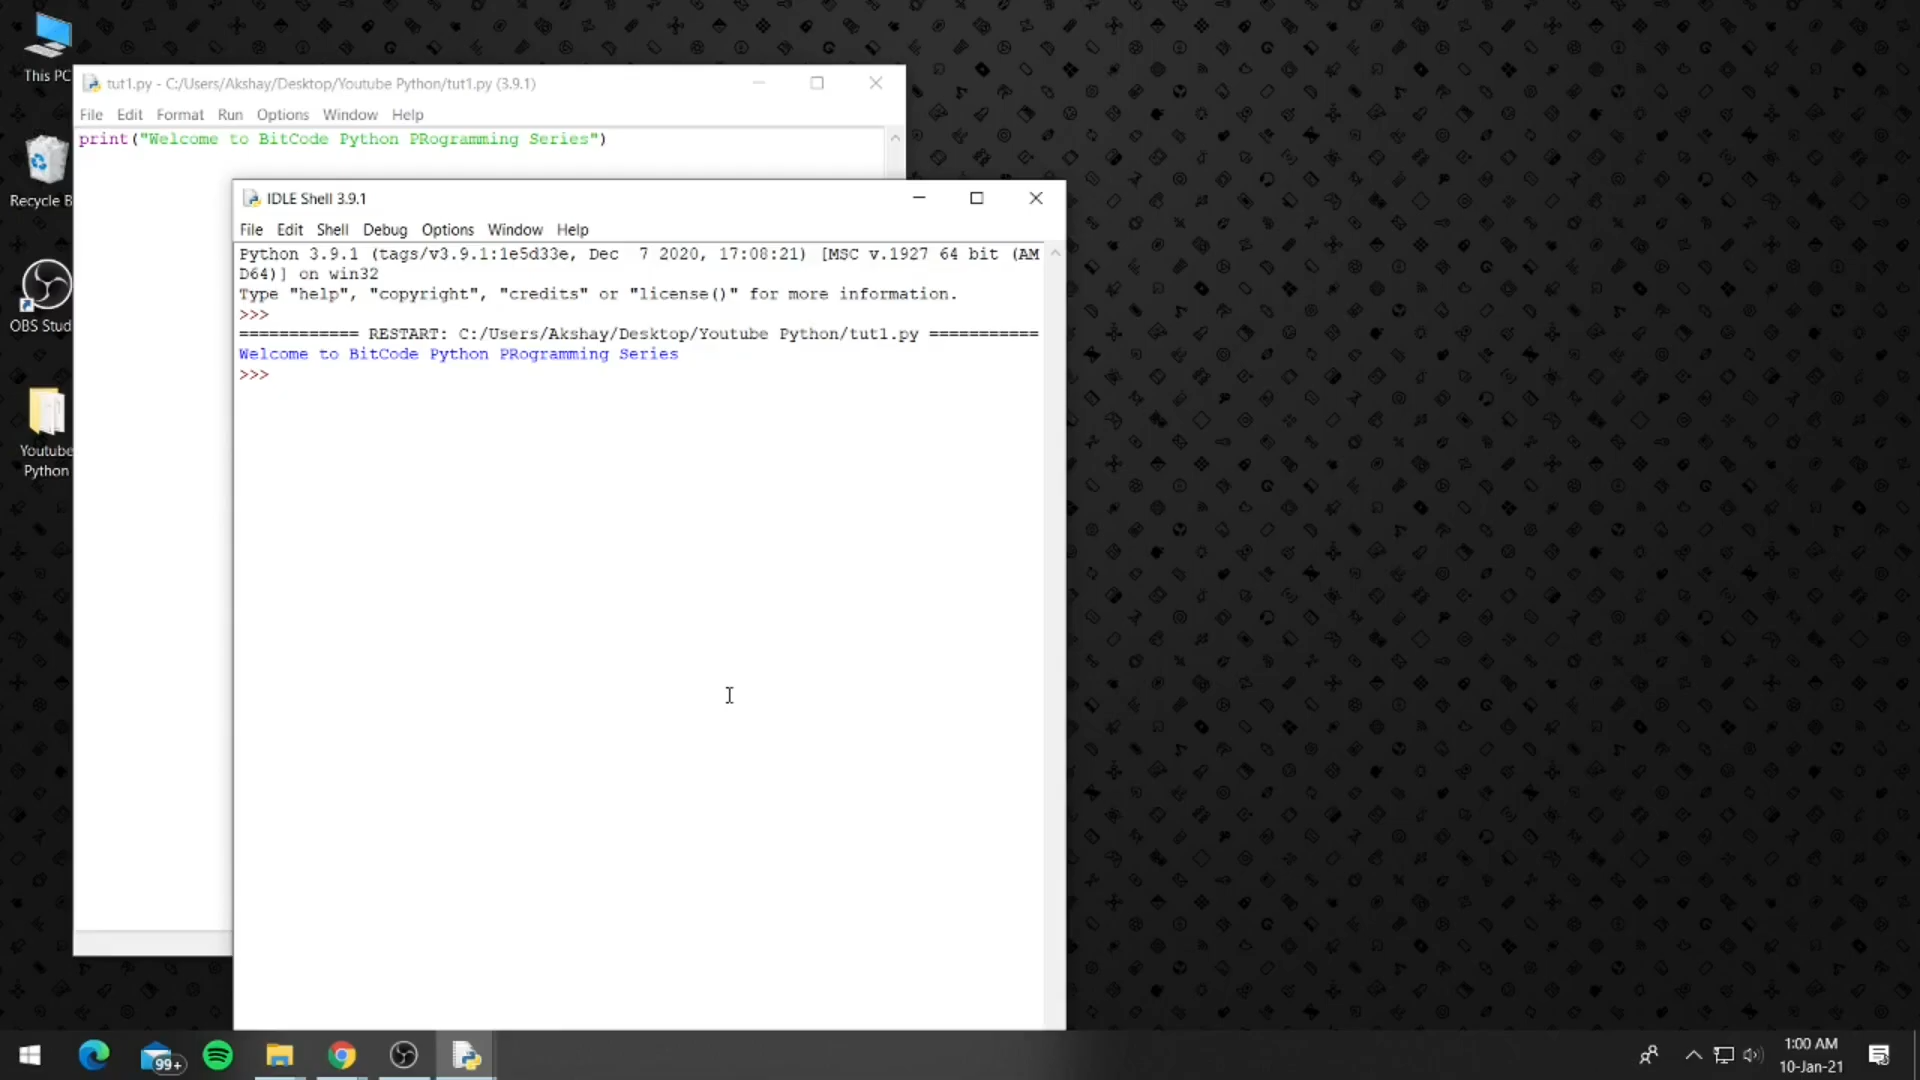 This PC
tut1.py - C:/Users/Akshay/Desktop/Youtube Python/tut1.py (3.9.1)
File Edit Format Run Options Window Help
print("Welcome to BitCode Python PRogramming Series")
Recycle B
IDLE Shell 3.9.1
File Edit Shell Debug Options Window Help
Python 3.9.1 (tags/v3.9.1:1e5d33e, Dec  7 2020, 17:08:21) [MSC v.1927 64 bit (AM
D64)] on win32
Type "help", "copyright", "credits" or "license()" for more information.
>>>
============ RESTART: C:/Users/Akshay/Desktop/Youtube Python/tut1.py ===========
Welcome to BitCode Python PRogramming Series
>>>
OBS Stud
Youtube
Python
99+
1:00 AM
10-Jan-21